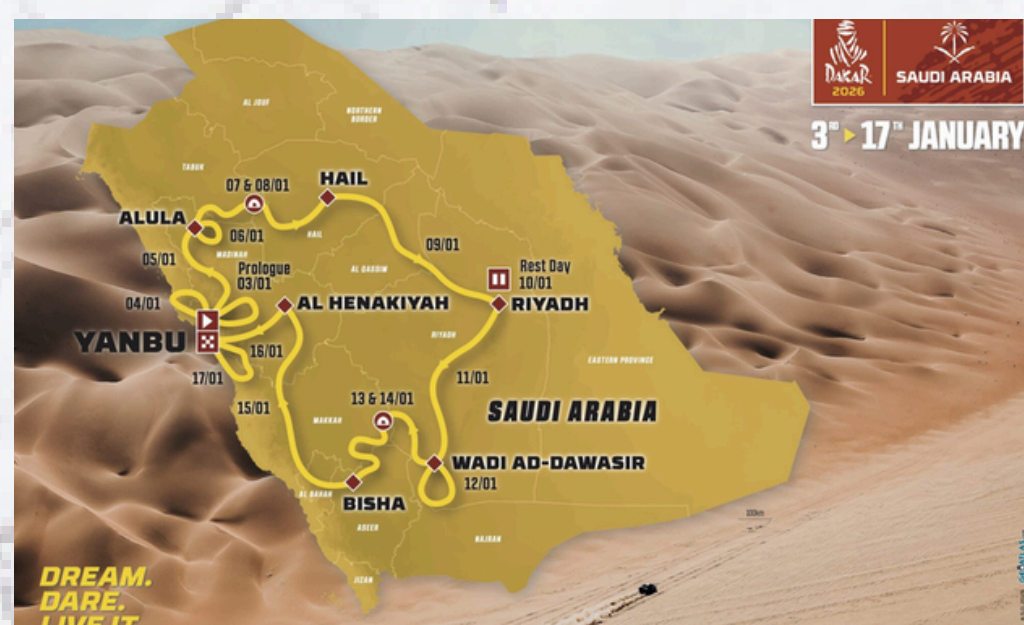 DAKAR
2026
SAUDI ARABIA
3RD 17TH JANUARY
AL JOUF
NORTHERN
BORDER
TABUK
07 & 08/01
HAIL
ALULA
06/01
HAIL
09/01
05/01
MADINAH
Prologue
03/01
AL QASSIM
Rest Day
10/01
04/01
AL HENAKIYAH
RIYADH
YANBU
16/01
RIYADH
EASTERN PROVINCE
17/01
11/01
15/01
13 & 14/01
MAKKAH
SAUDI ARABIA
WADI AD-DAWASIR
12/01
AL BAHAH
BISHA
100km
NAJRAN
JIZAN
DREAM.
DARE.
LIVE IT.